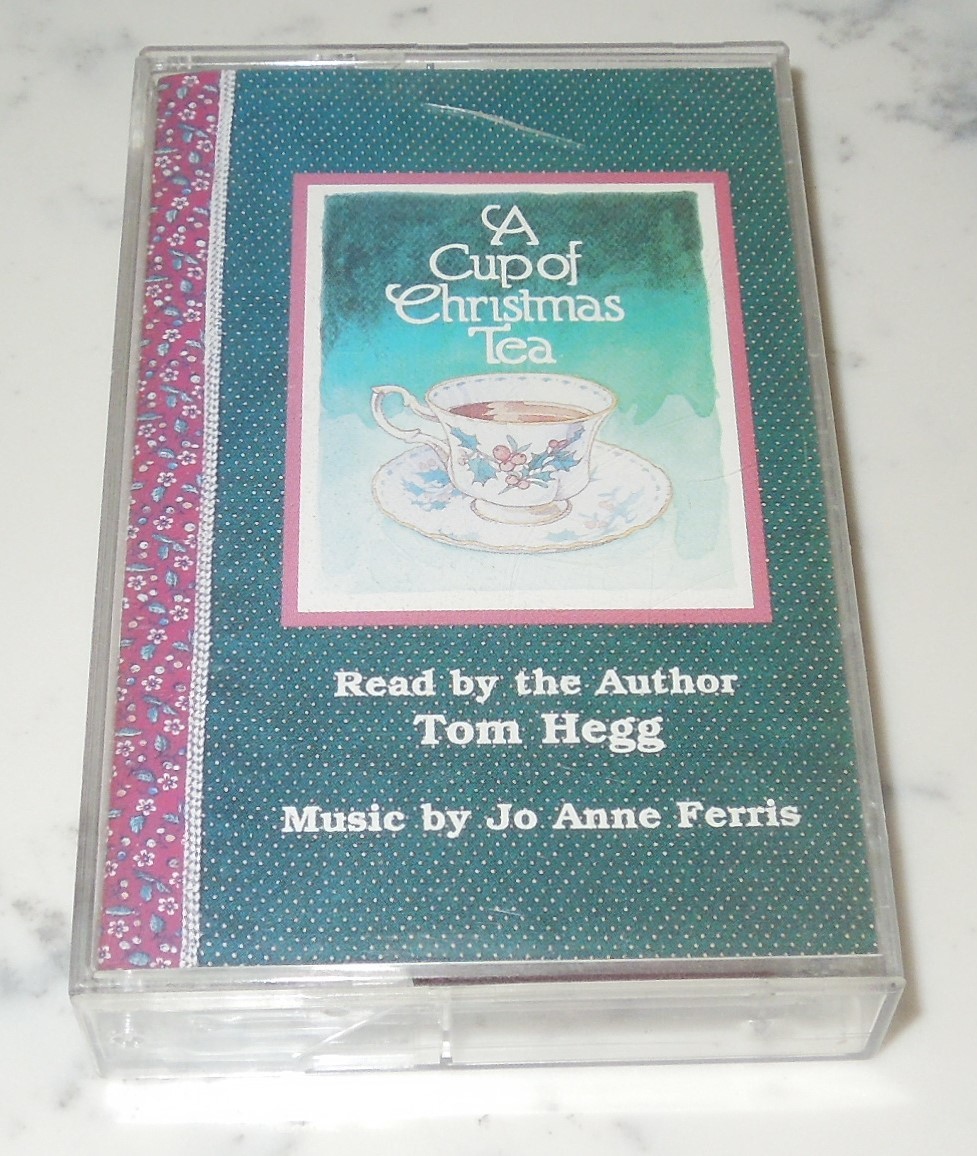 A
Cup of
Christmas
Tea
Read by the Author
Tom Hegg
Music by Jo Anne Ferris